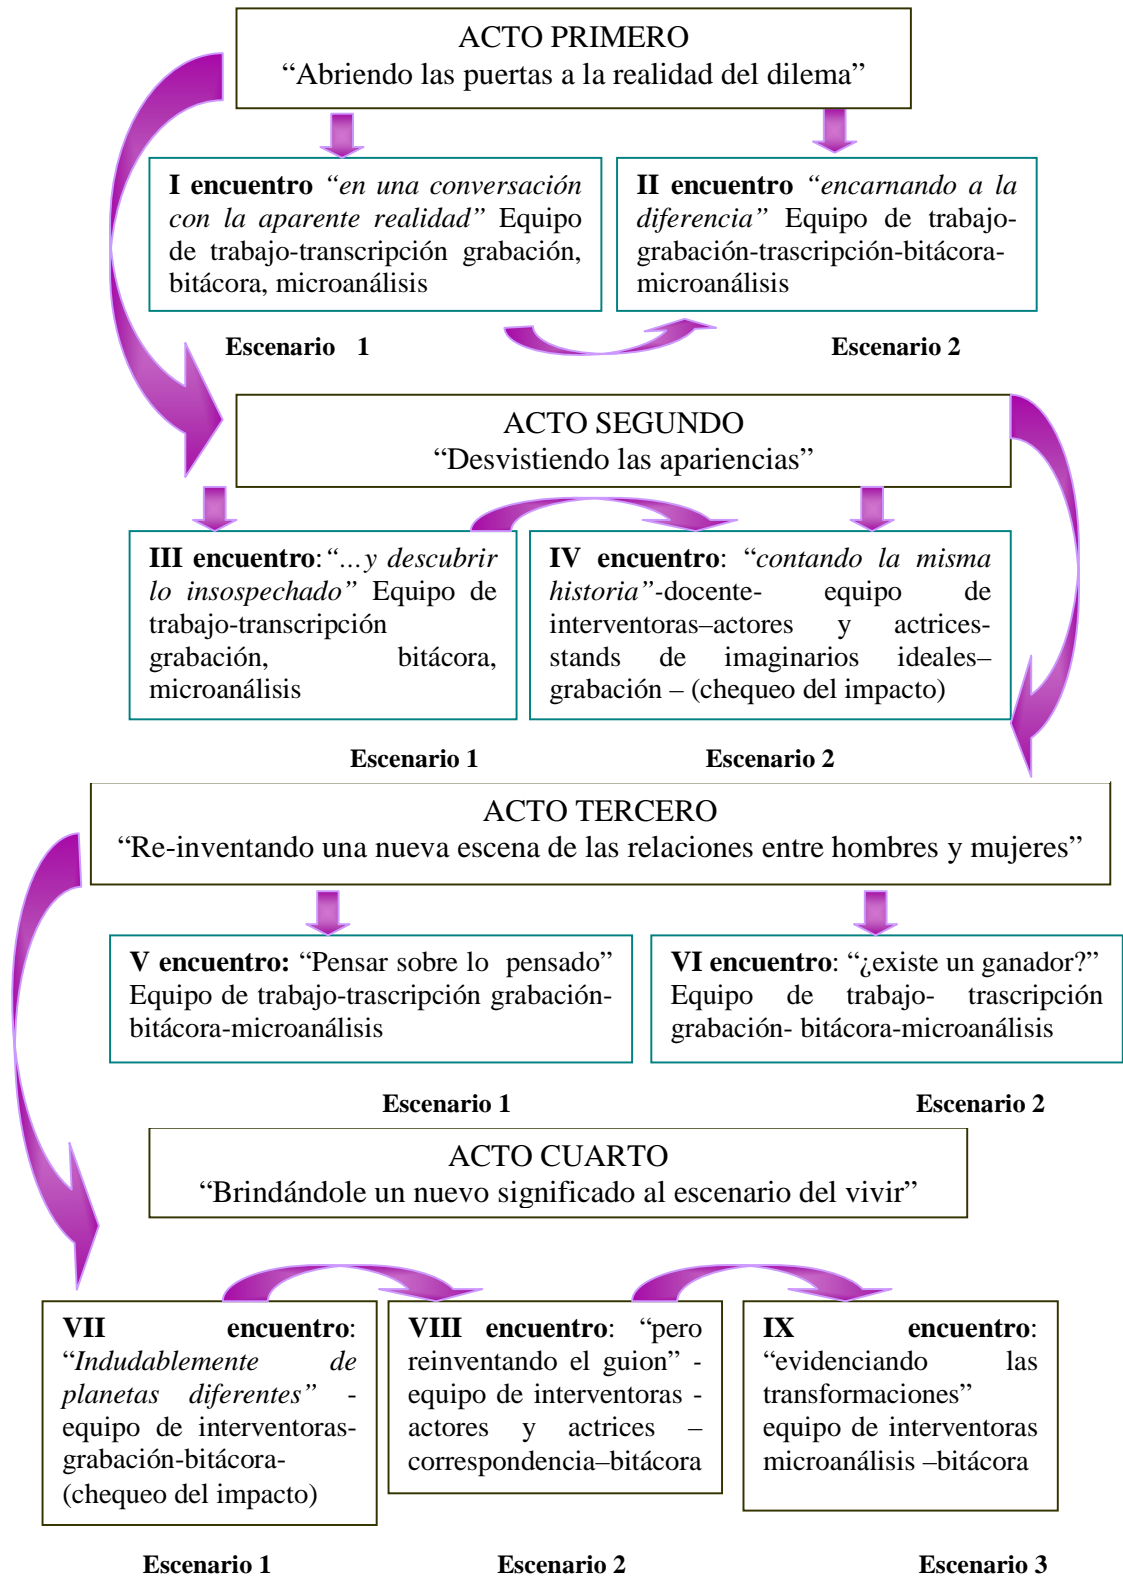 ACTO PRIMERO
“Abriendo las puertas a la realidad del dilema”
I encuentro “en una conversación
con la aparente realidad” Equipo
de trabajo-transcripción grabación,
bitácora, microanálisis
II encuentro “encarnando a la
diferencia” Equipo de trabajo-
grabación-trascripción-bitácora-
microanálisis
Escenario 1
Escenario 2
ACTO SEGUNDO
“Desvistiendo las apariencias”
III encuentro:“...y descubrir
lo insospechado” Equipo de
trabajo-transcripción
grabación, bitácora,
microanálisis
IV encuentro: “contando la misma
historia”-docente- equipo de
interventoras–actores y actrices-
stands de imaginarios ideales–
grabación – (chequeo del impacto)
Escenario 1
Escenario 2
ACTO TERCERO
“Re-inventando una nueva escena de las relaciones entre hombres y mujeres”
V encuentro: “Pensar sobre lo pensado”
Equipo de trabajo-trascripción grabación-
bitácora-microanálisis
VI encuentro: “¿existe un ganador?”
Equipo de trabajo- trascripción
grabación- bitácora-microanálisis
Escenario 1
Escenario 2
ACTO CUARTO
“Brindándole un nuevo significado al escenario del vivir”
VII encuentro:
“Indudablemente de
planetas diferentes” -
equipo de interventoras-
grabación-bitácora-
(chequeo del impacto)
VIII encuentro: “pero
reinventando el guion” -
equipo de interventoras -
actores y actrices –
correspondencia–bitácora
IX encuentro:
“evidenciando las
transformaciones”
equipo de interventoras
microanálisis –bitácora
Escenario 1
Escenario 2
Escenario 3